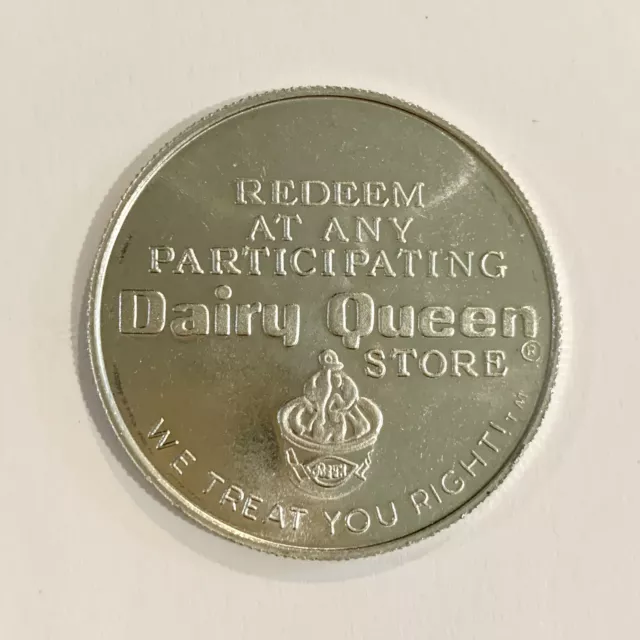 REDEEM
AT ANY
PARTICIPATING
Dairy Queen®
STORE
WE TREAT YOU RIGHT!™